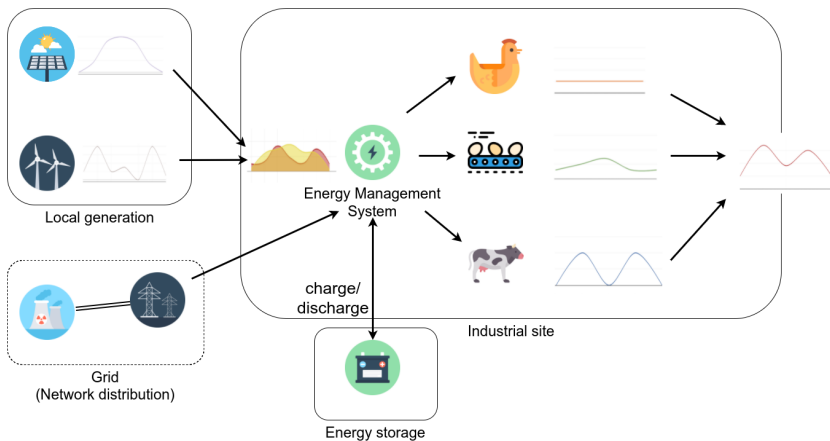 Local generation
Energy Management
System
charge/
discharge
Industrial site
Grid
(Network distribution)
Energy storage